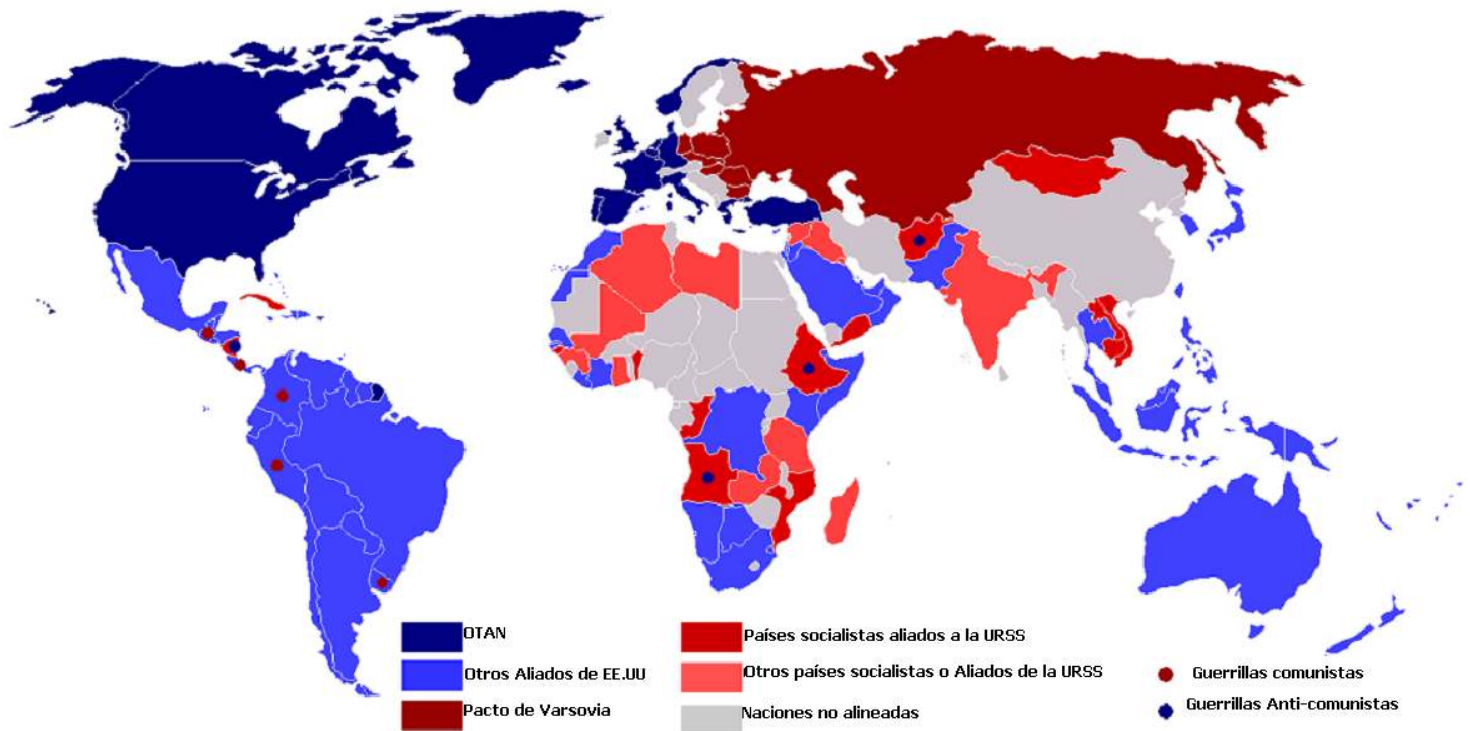 OTAN
Otros Aliados de EE.UU
Pacto de Varsovia
Países socialistas aliados a la URSS
Otros países socialistas o Aliados de la URSS
Naciones no alineadas
Guerrillas comunistas
Guerrillas Anti-comunistas